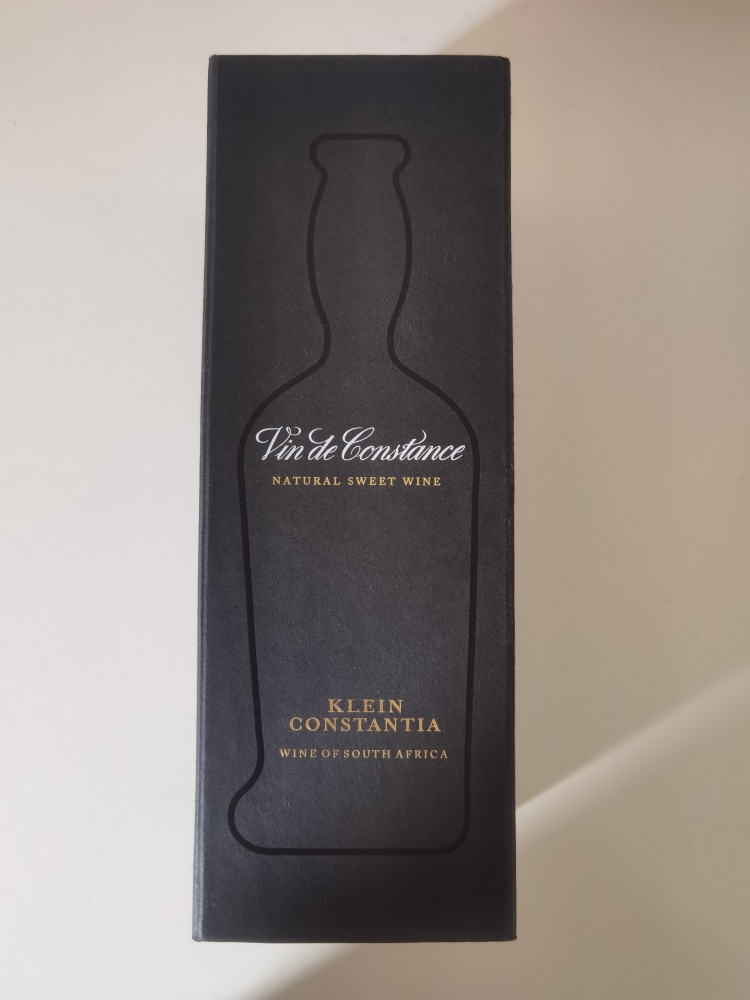 Vin de Constance
NATURAL SWEET WINE
KLEIN
CONSTANTIA
WINE OF SOUTH AFRICA